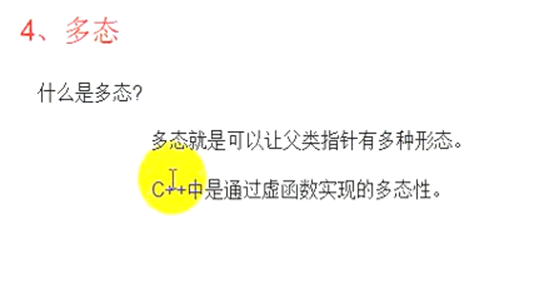 4、多态
什么是多态?
多态就是可以让父类指针有多种形态。
C++中是通过虚函数实现的多态性。